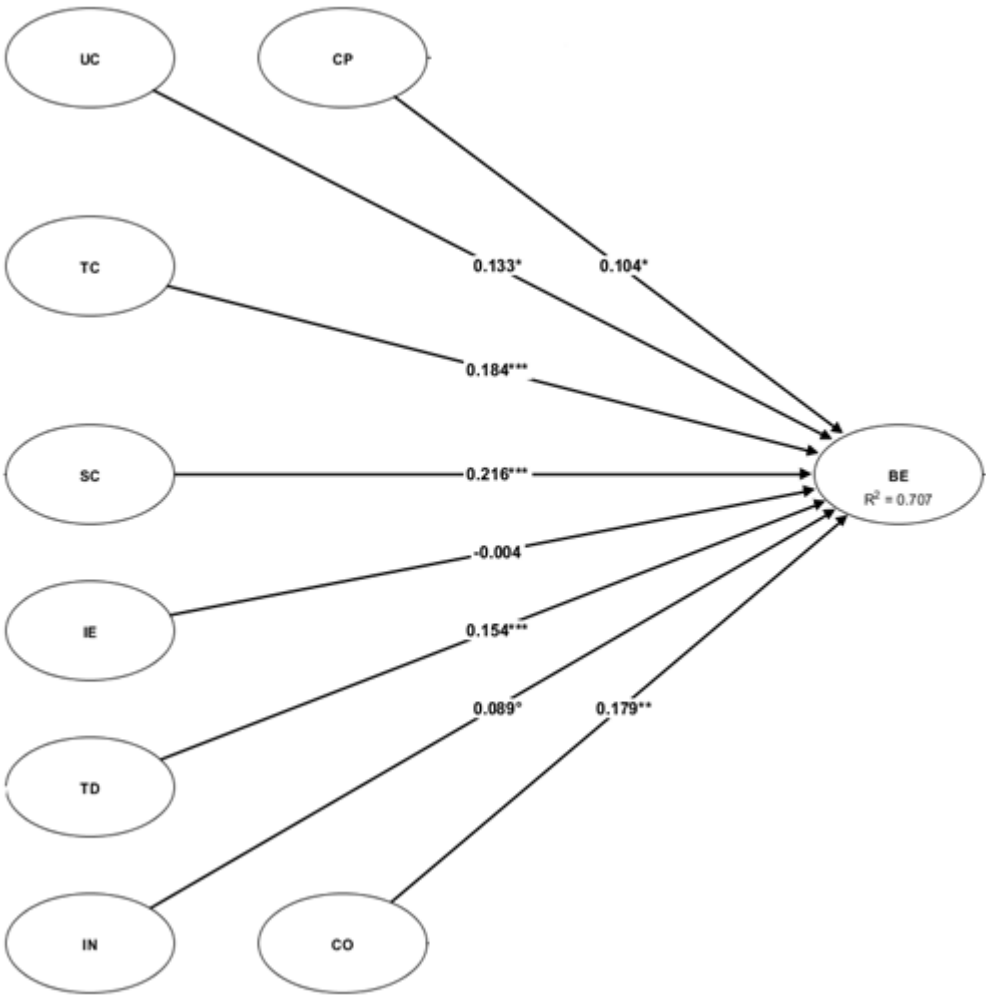 UC
CP
TC
0.133*
0.104*
0.184***
SC
0.216***
BE
R² = 0.707
-0.004
IE
0.154***
0.089°
0.179**
TD
IN
CO